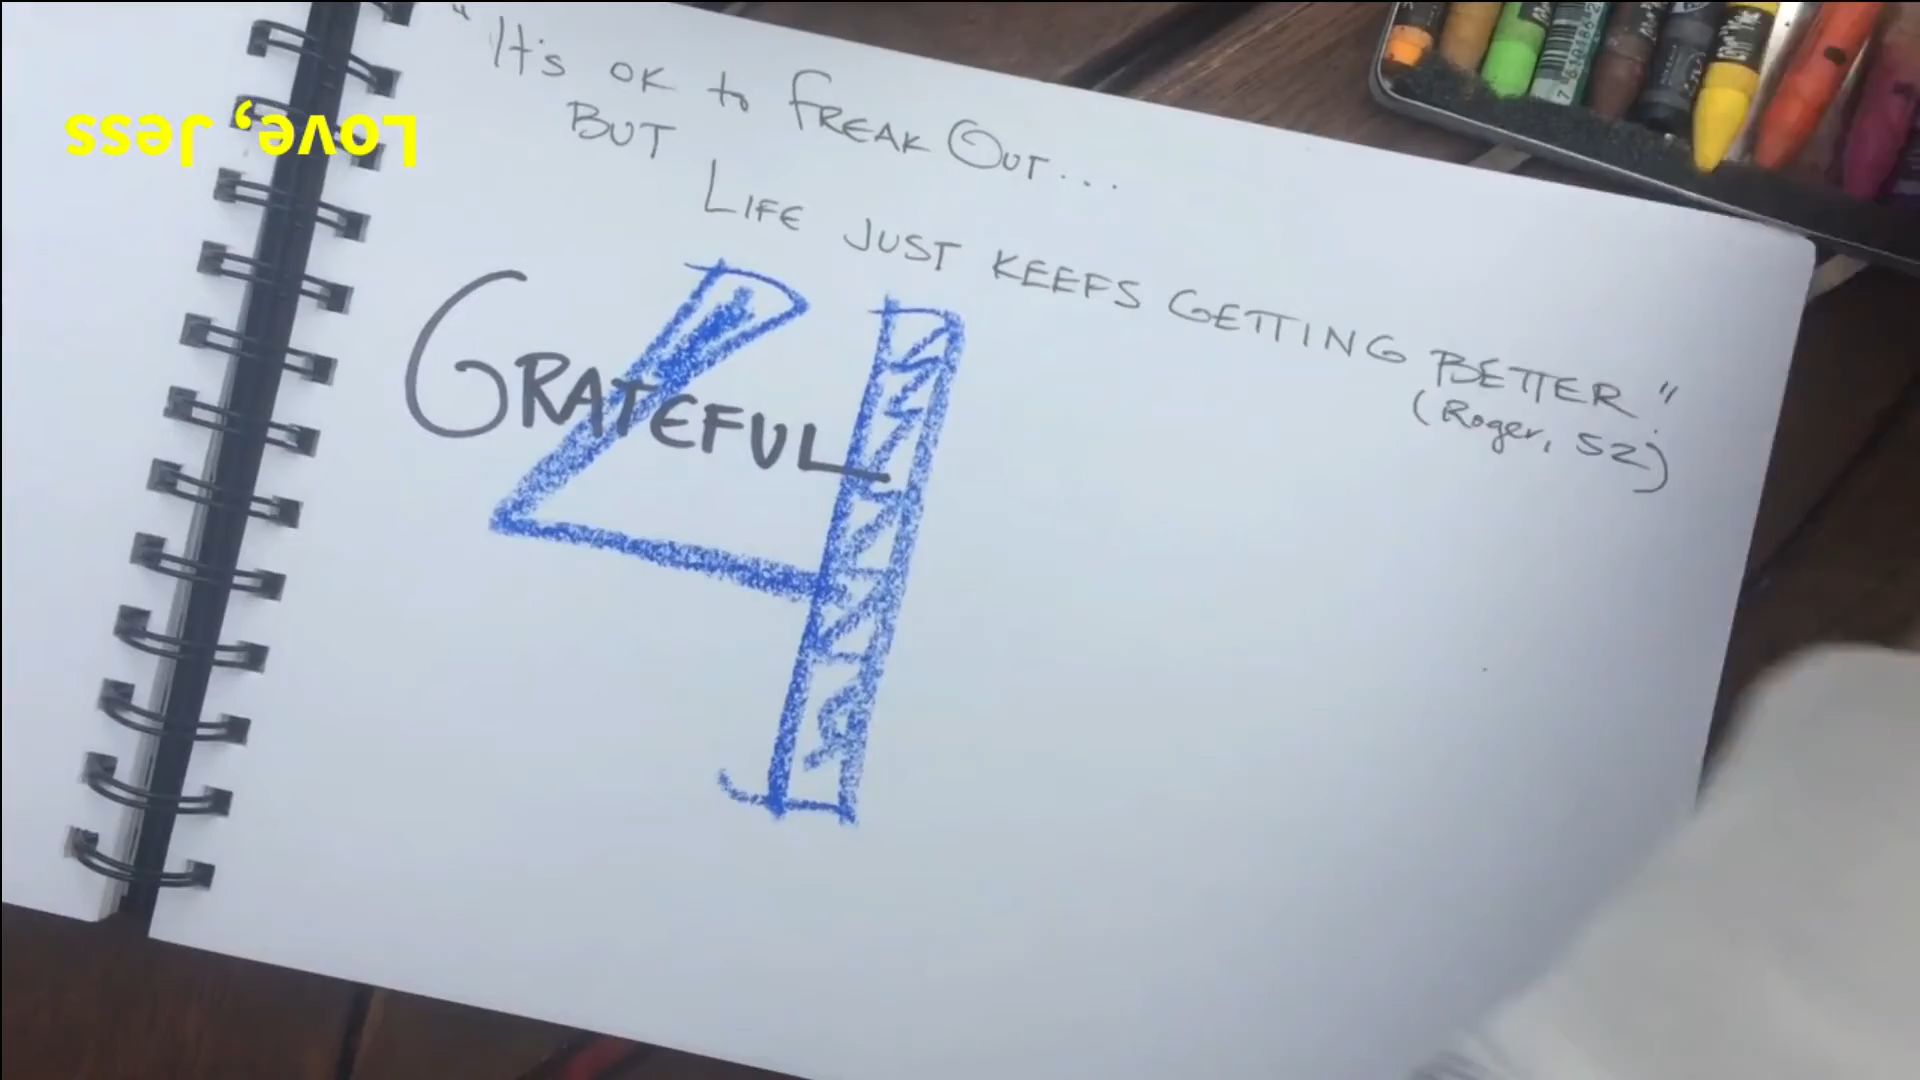 "It's OK to FREAK OUT...
BUT
LIFE JUST KEEPS GETTING BETTER"
(Roger, 52)
GRATEFUL
4
Love, Jess